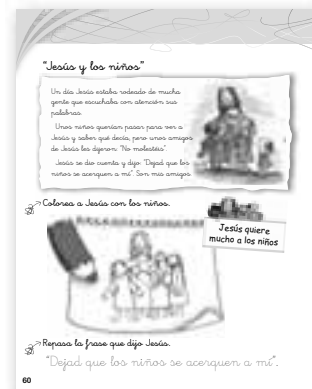 "Jesús y los niños"
Un día Jesús estaba rodeado de mucha
gente que escuchaba con atención sus
palabras.
Unos niños querían pasar para ver a
Jesús y saber qué decía, pero unos amigos
de Jesús les dijeron: "No molestéis".
Jesús se dio cuenta y dijo: "Dejad que los
niños se acerquen a mí". Son mis amigos.
Colorea a Jesús con los niños.
Jesús quiere
mucho a los niños
Repasa la frase que dijo Jesús.
"Dejad que los niños se acerquen a mí".
60